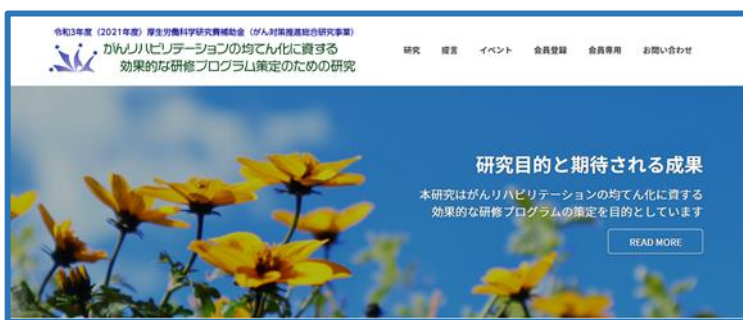 令和3年度（2021年度）厚生労働科学研究費補助金（がん対策推進総合研究事業）
がんリハビリテーションの均てん化に資する
効果的な研修プログラム策定のための研究
研究 提言 イベント 会員登録 会員専用 お問い合わせ
研究目的と期待される成果
本研究はがんリハビリテーションの均てん化に資する
効果的な研修プログラムの策定を目的としています
READ MORE